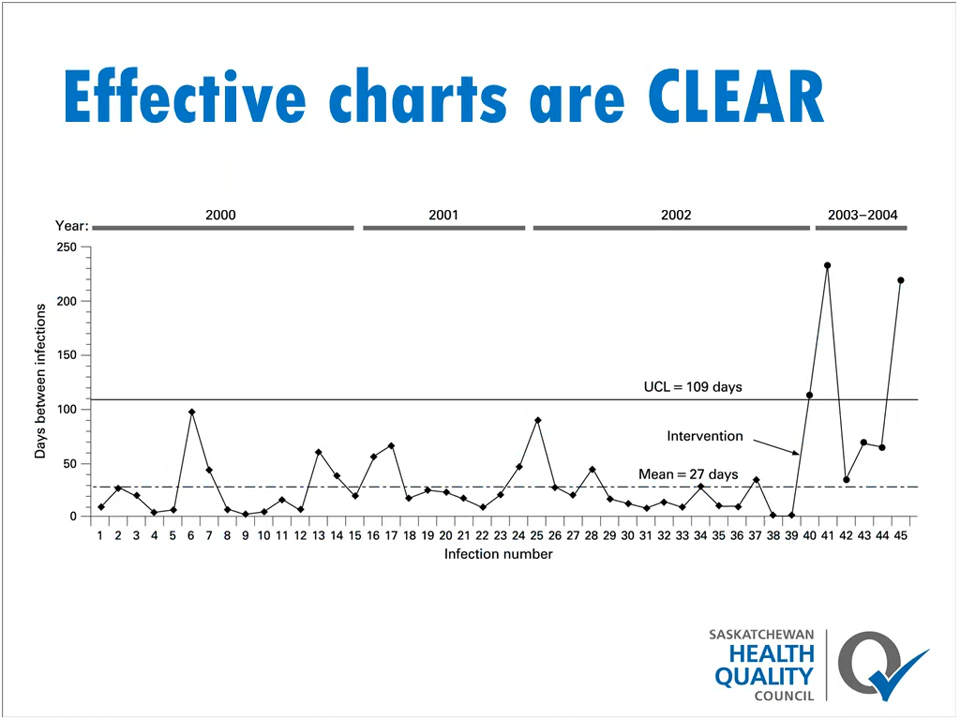 Effective charts are CLEAR
Year:
2000
2001
2002
2003–2004
250
200
150
100
50
0
Days between infections
UCL = 109 days
Intervention
Mean = 27 days
1 2 3 4 5 6 7 8 9 10 11 12 13 14 15 16 17 18 19 20 21 22 23 24 25 26 27 28 29 30 31 32 33 34 35 36 37 38 39 40 41 42 43 44 45
Infection number
SASKATCHEWAN
HEALTH
QUALITY
COUNCIL